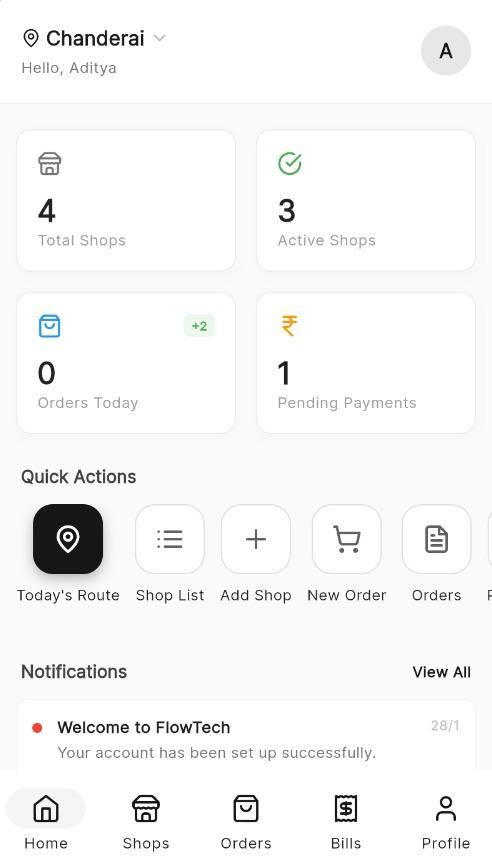 Chanderai
Hello, Aditya
A
4
Total Shops
3
Active Shops
+2
0
Orders Today
₹
1
Pending Payments
Quick Actions
Today's Route
Shop List
Add Shop
New Order
Orders
Notifications
View All
Welcome to FlowTech
28/1
Your account has been set up successfully.
Home
Shops
Orders
Bills
Profile